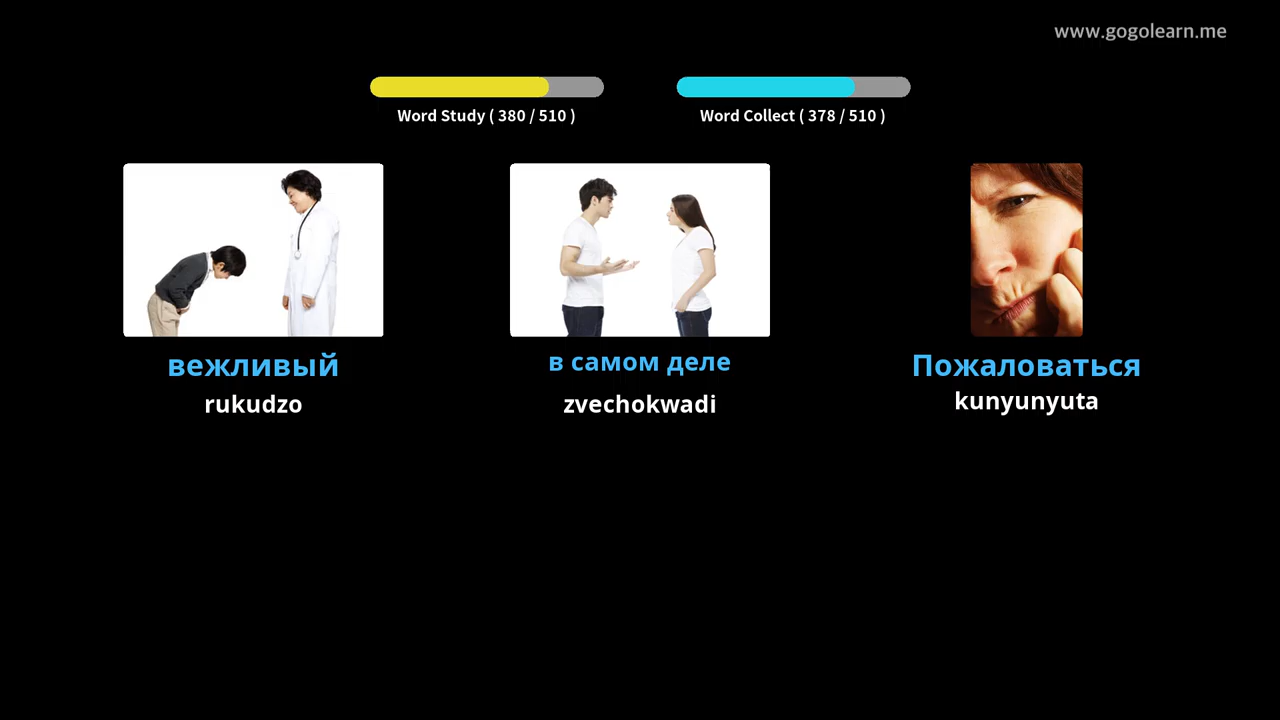 www.gogolearn.me
Word Study ( 380 / 510 )
Word Collect ( 378 / 510 )
вежливый
rukudzo
в самом деле
zvechokwadi
Пожаловаться
kunyunyuta